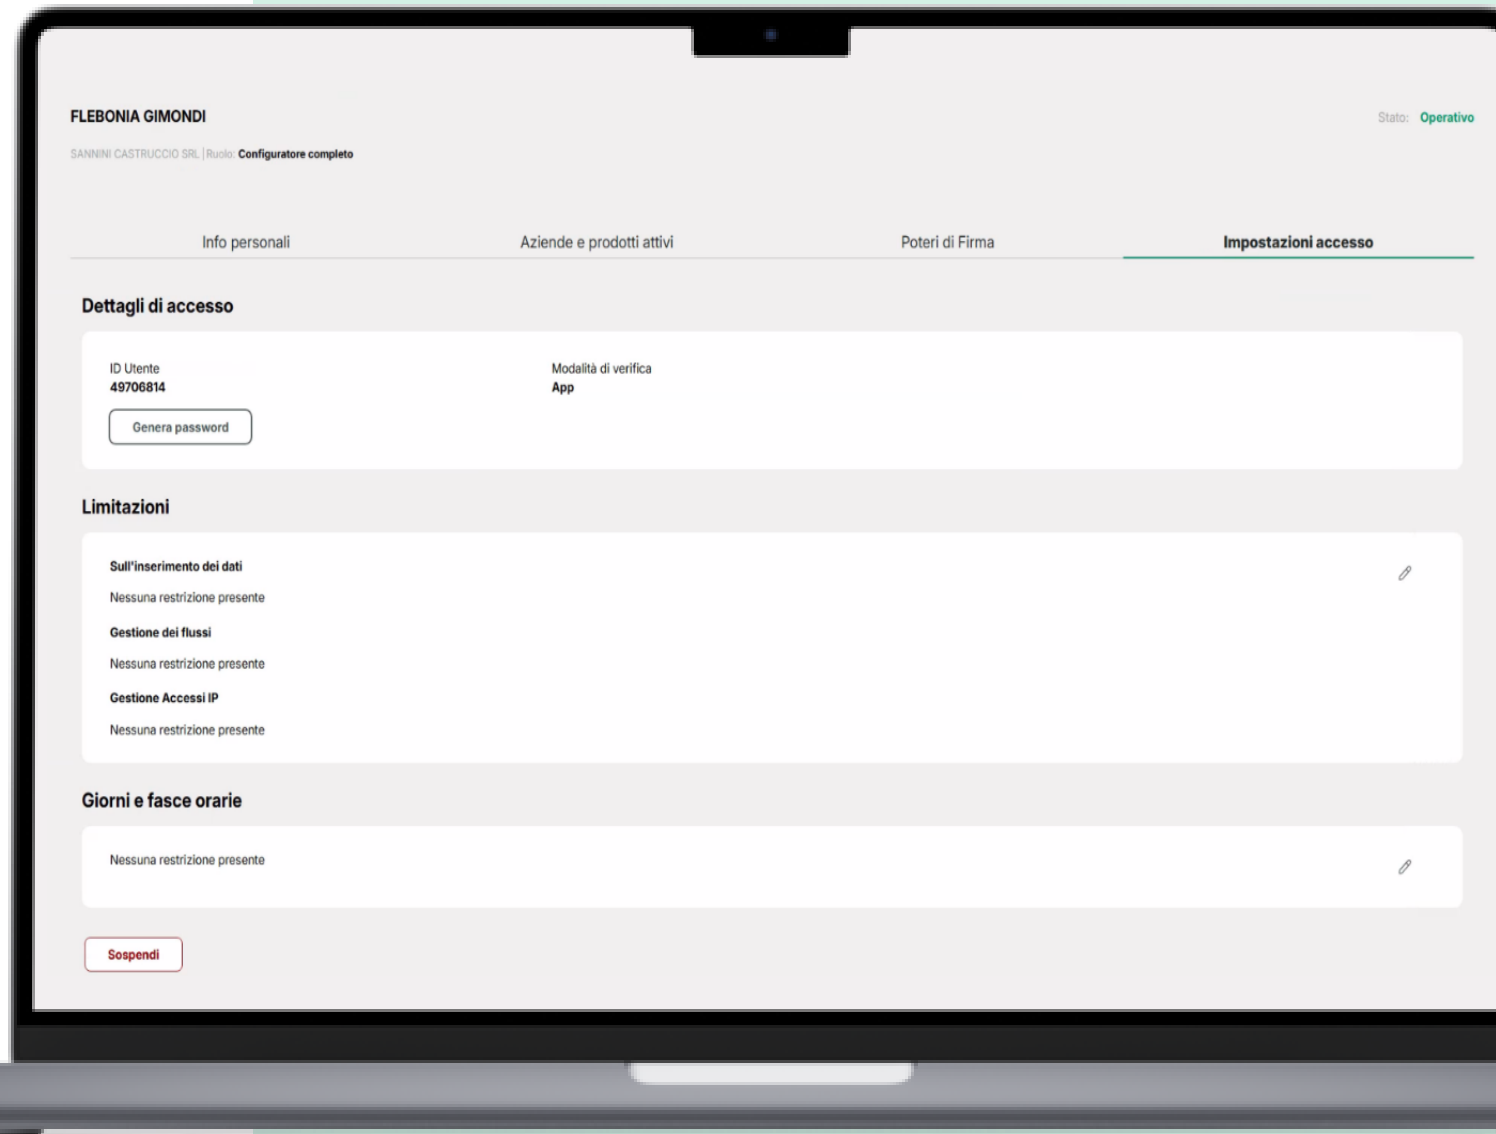 FLEBONIA GIMONDI
Stato: Operativo
SANNINI CASTRUCCIO SRL | Ruolo: Configuratore completo
Info personali
Aziende e prodotti attivi
Poteri di Firma
Impostazioni accesso
Dettagli di accesso
ID Utente
49706814
Modalità di verifica
App
Genera password
Limitazioni
Sull'inserimento dei dati
Nessuna restrizione presente
Gestione dei flussi
Nessuna restrizione presente
Gestione Accessi IP
Nessuna restrizione presente
Giorni e fasce orarie
Nessuna restrizione presente
Sospendi